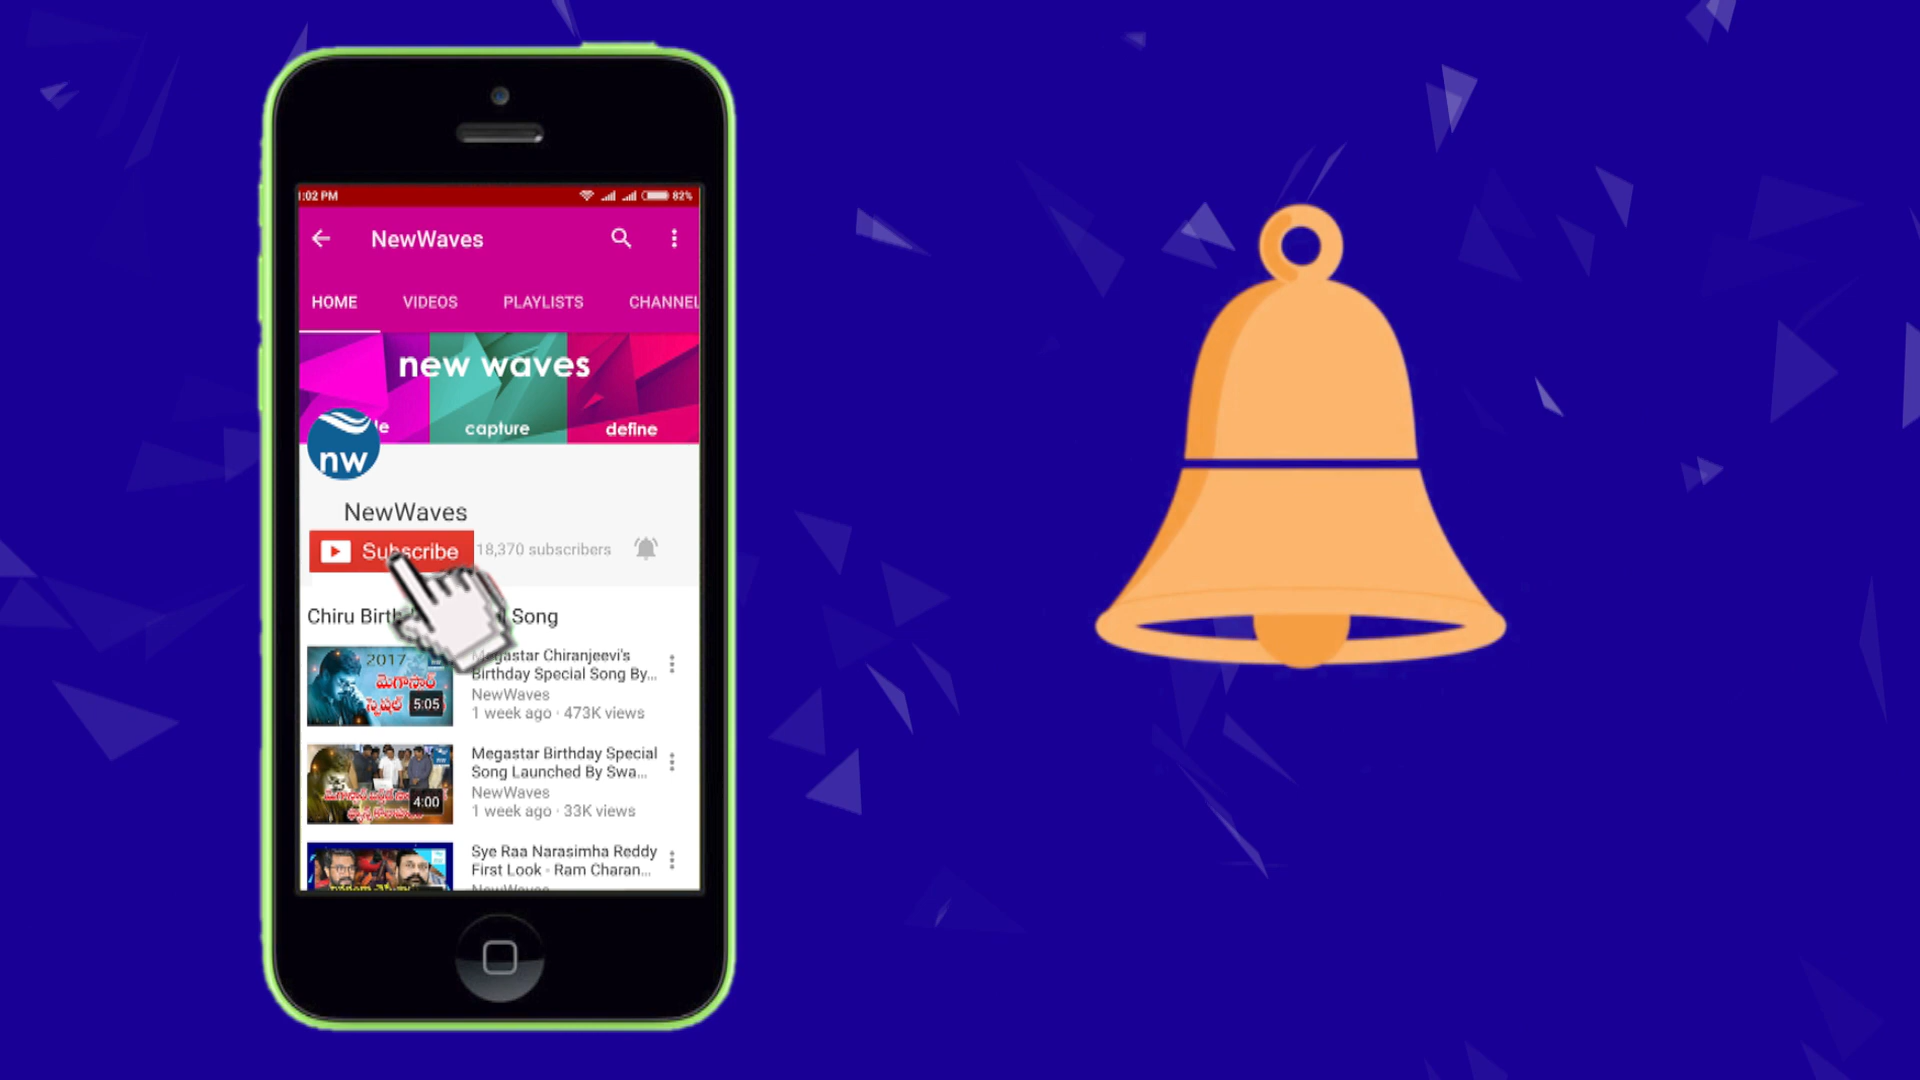 1:02 PM
82%
NewWaves
HOME VIDEOS PLAYLISTS CHANNEL
new waves
capture
define
nw
NewWaves
Subscribe
18,370 subscribers
Song
2017
మెగాస్టార్
స్పెషల్
5:05
Megastar Chiranjeevi's
Birthday Special Song By...
NewWaves
1 week ago · 473K views
4:00
Megastar Birthday Special
Song Launched By Swa...
NewWaves
1 week ago · 33K views
Sye Raa Narasimha Reddy
First Look - Ram Charan...
NewWaves